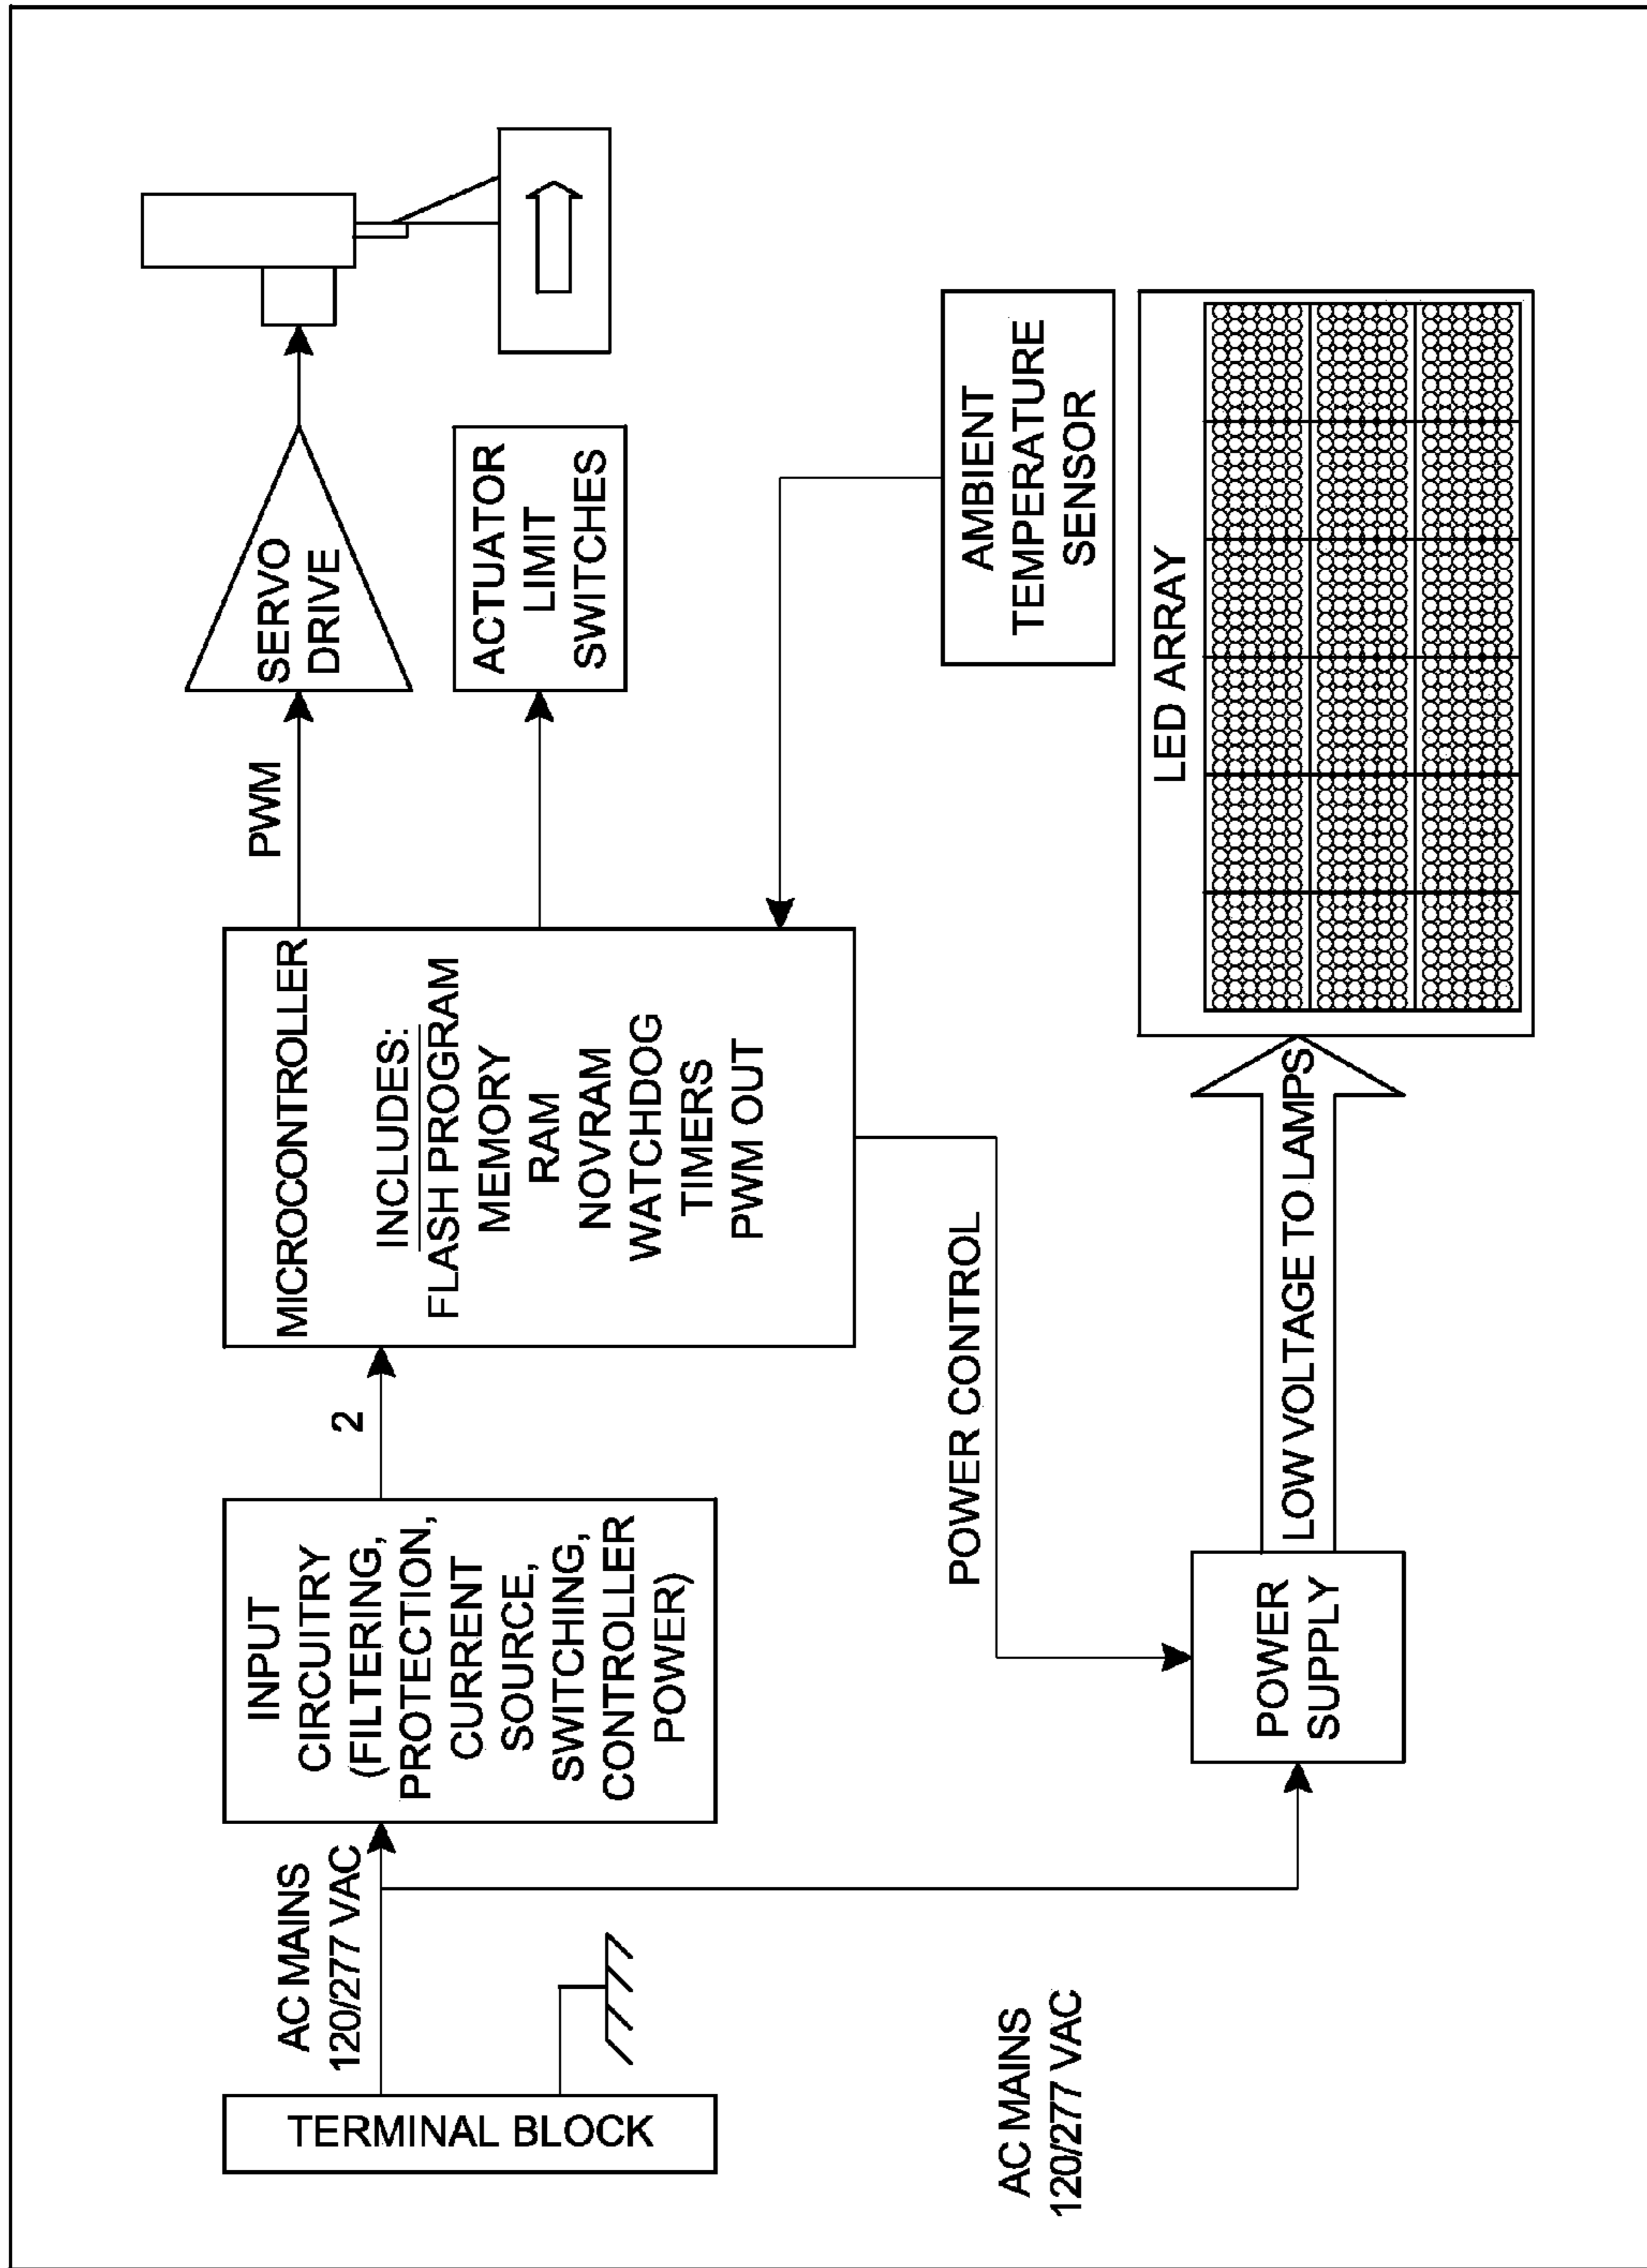 TERMINAL BLOCK
AC MAINS
120/277 VAC
INPUT
CIRCUITRY
(FILTERING,
PROTECTION,
CURRENT
SOURCE,
SWITCHING,
CONTROLLER
POWER)
2
MICROCONTROLLER
INCLUDES:
FLASH PROGRAM
MEMORY
RAM
NOVRAM
WATCHDOG
TIMERS
PWM OUT
PWM
SERVO
DRIVE
ACTUATOR
LIMIT
SWITCHES
AMBIENT
TEMPERATURE
SENSOR
POWER CONTROL
AC MAINS
120/277 VAC
POWER
SUPPLY
LOW VOLTAGE TO LAMPS
LED ARRAY